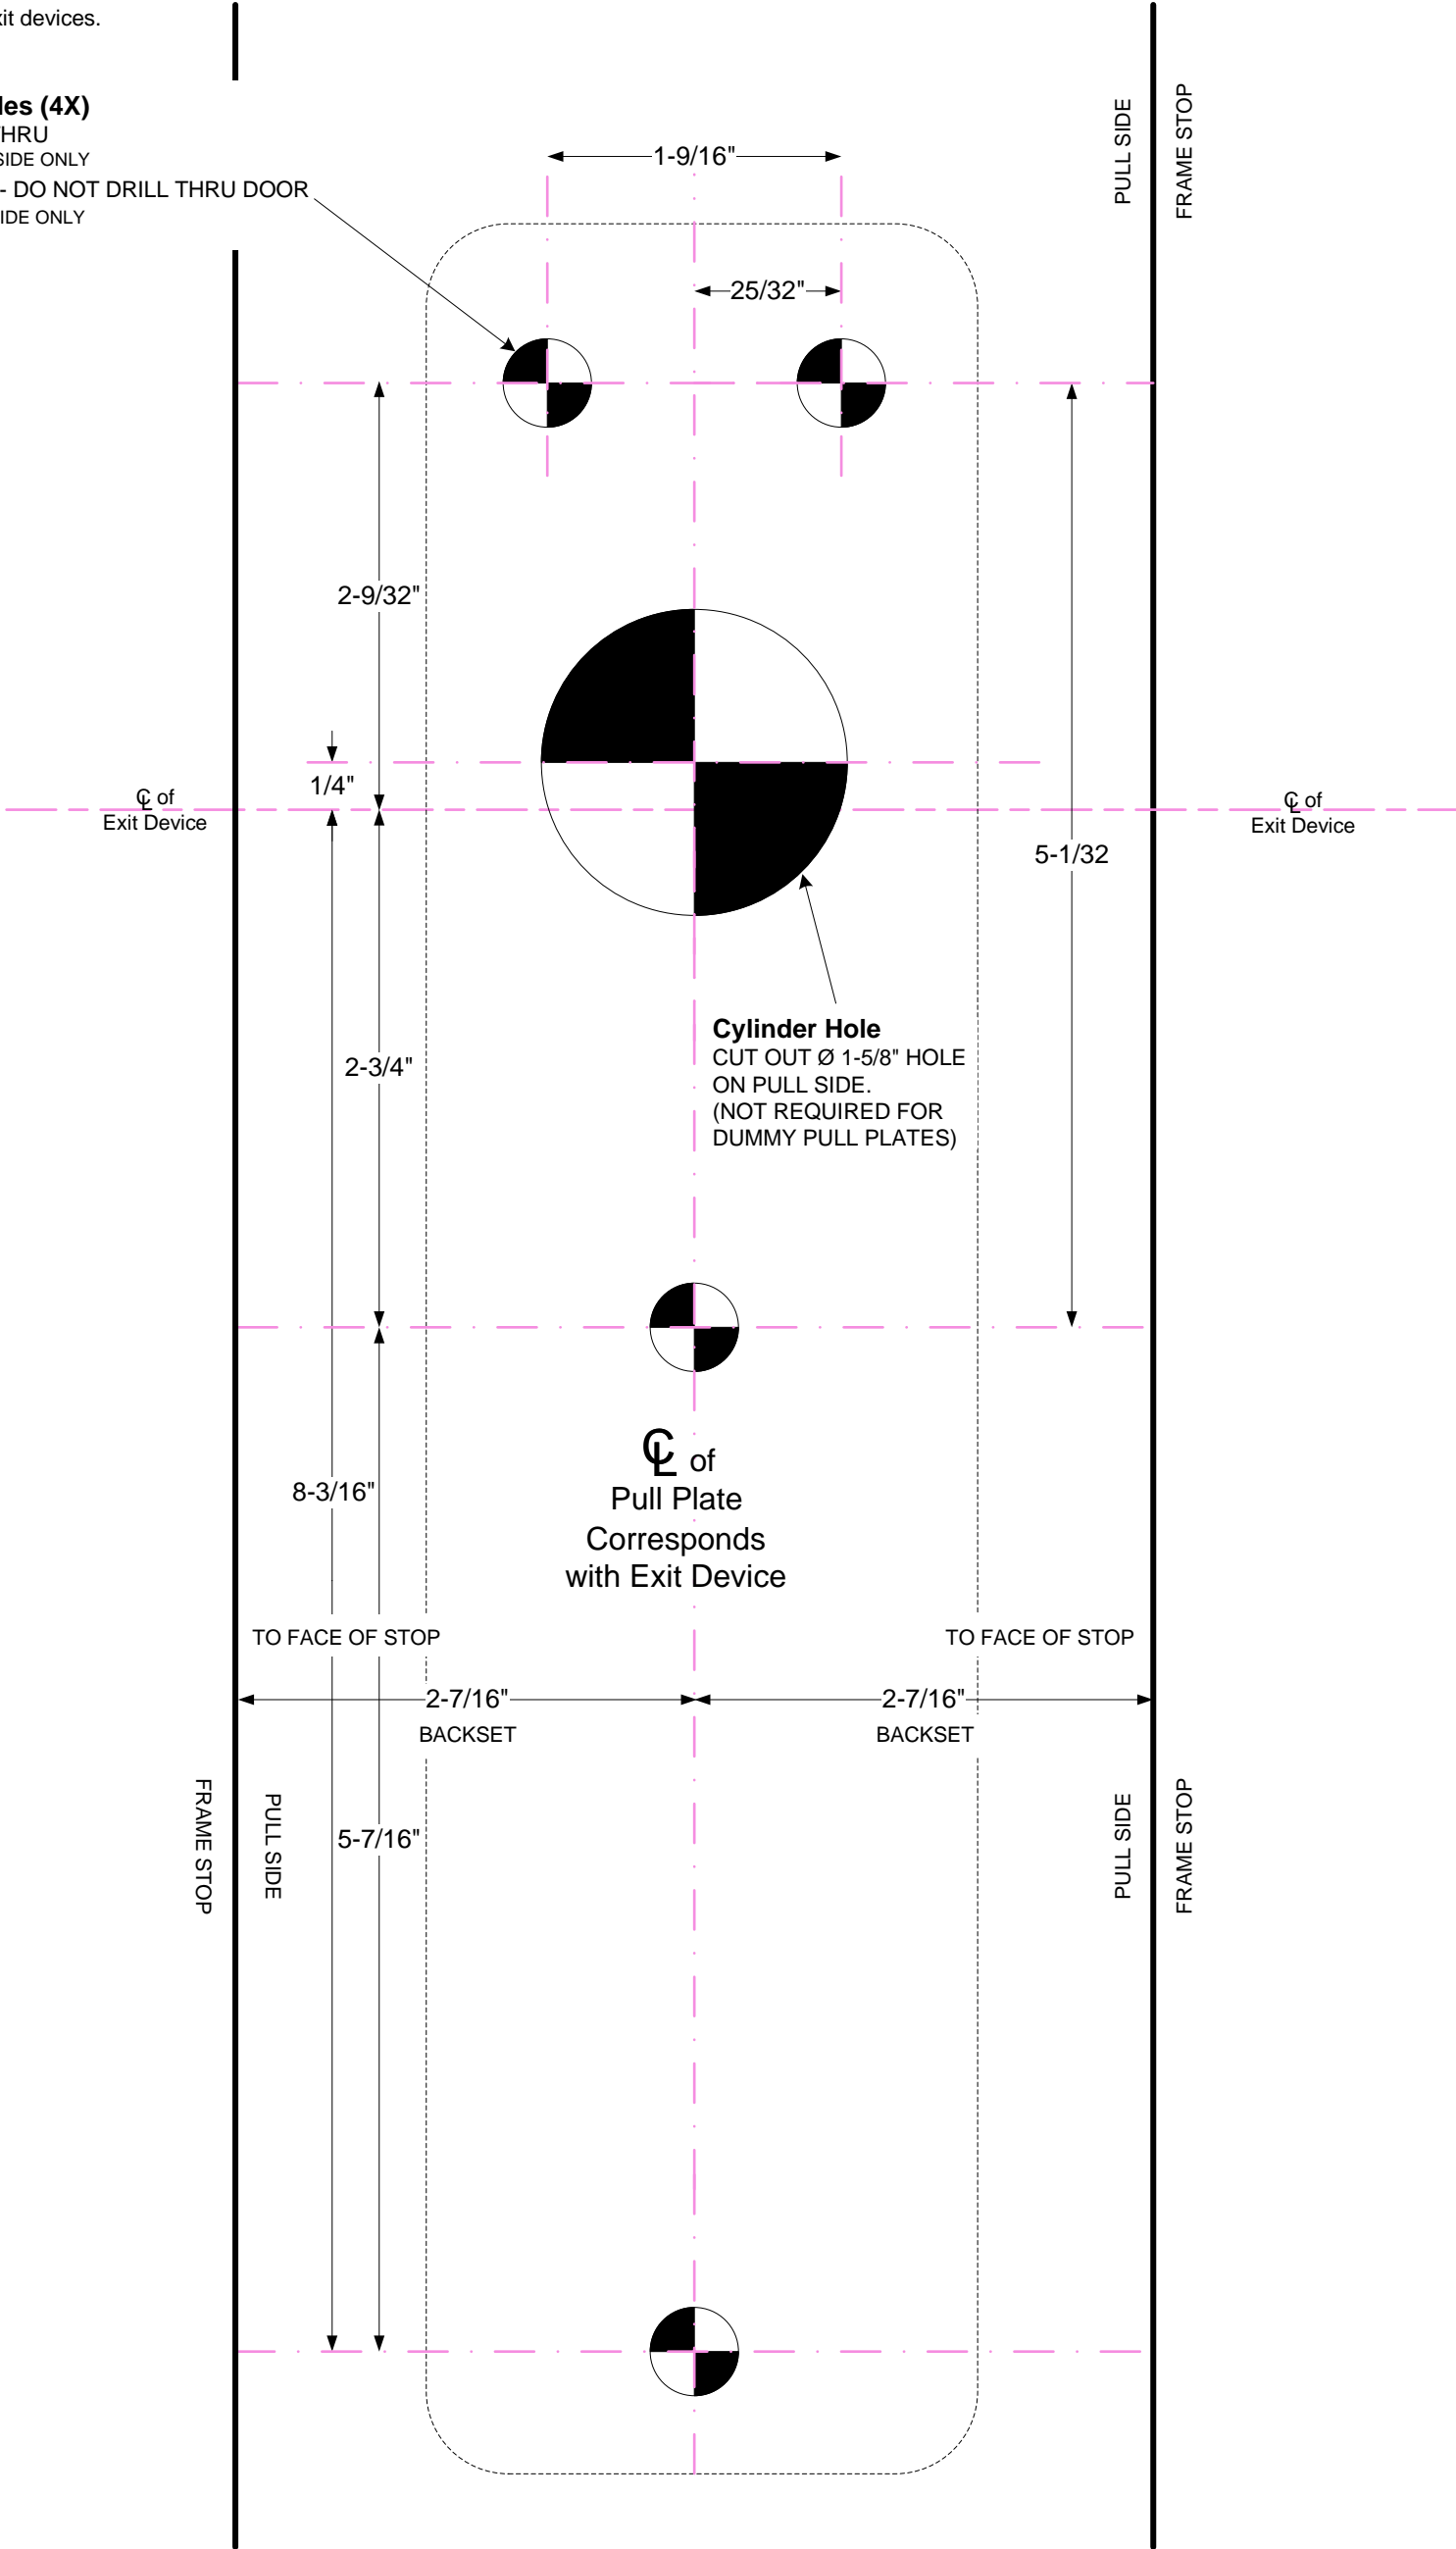 xit devices.
les (4X)
THRU
SIDE ONLY
- DO NOT DRILL THRU DOOR
SIDE ONLY
PULL SIDE
FRAME STOP
1-9/16"
25/32"
2-9/32"
1/4"
℄ of
Exit Device
℄ of
Exit Device
5-1/32
Cylinder Hole
CUT OUT Ø 1-5/8" HOLE
ON PULL SIDE.
(NOT REQUIRED FOR
DUMMY PULL PLATES)
2-3/4"
℄ of
Pull Plate
Corresponds
with Exit Device
8-3/16"
TO FACE OF STOP
TO FACE OF STOP
2-7/16"
2-7/16"
BACKSET
BACKSET
FRAME STOP
PULL SIDE
5-7/16"
PULL SIDE
FRAME STOP